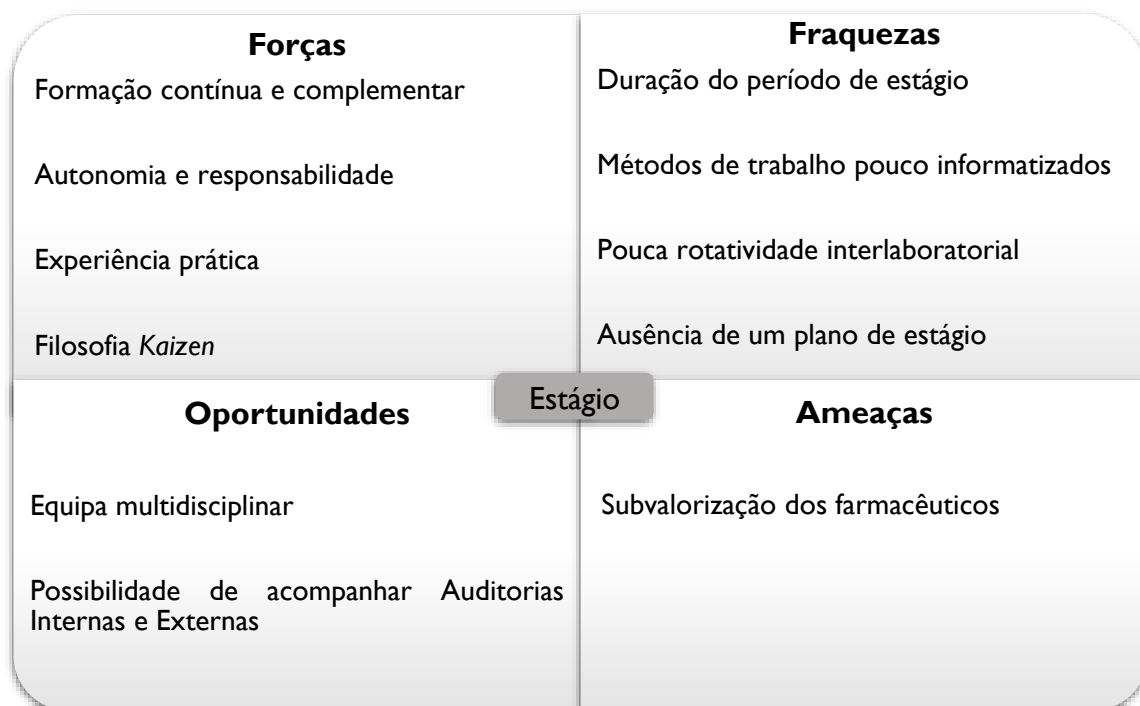 Forças
Formação contínua e complementar
Autonomia e responsabilidade
Experiência prática
Filosofia Kaizen
Fraquezas
Duração do período de estágio
Métodos de trabalho pouco informatizados
Pouca rotatividade interlaboratorial
Ausência de um plano de estágio
Estágio
Oportunidades
Equipa multidisciplinar
Possibilidade de acompanhar Auditorias
Internas e Externas
Ameaças
Subvalorização dos farmacêuticos